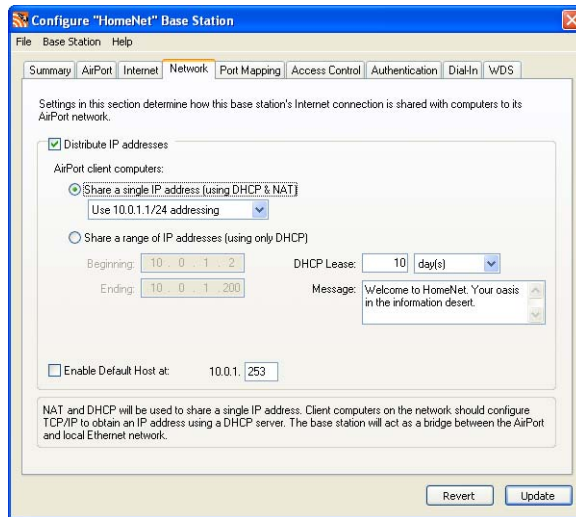 Configure "HomeNet" Base Station
File Base Station Help
Summary AirPort Internet Network Port Mapping Access Control Authentication Dial-In WDS
Settings in this section determine how this base station's Internet connection is shared with computers to its
AirPort network.
Distribute IP addresses
AirPort client computers:
Share a single IP address (using DHCP & NAT)
Use 10.0.1.1/24 addressing
Share a range of IP addresses (using only DHCP)
Beginning: 10 . 0 . 1 . 2 DHCP Lease: 10 day(s)
Ending: 10 . 0 . 1 .200 Message: Welcome to HomeNet. Your oasis
in the information desert.
Enable Default Host at: 10.0.1. 253
NAT and DHCP will be used to share a single IP address. Client computers on the network should configure
TCP/IP to obtain an IP address using a DHCP server. The base station will act as a bridge between the AirPort
and local Ethernet network.
Revert Update